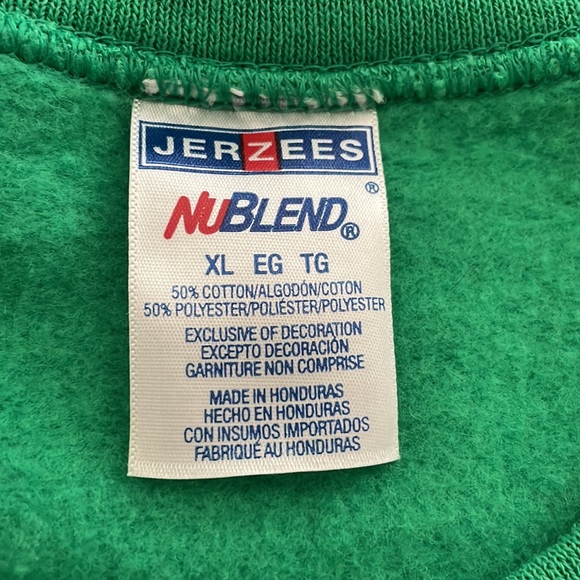 JERZEES
®
NUBLEND®
XL EG TG
50% COTTON/ALGODÓN/COTON
50% POLYESTER/POLIÉSTER/POLYESTER
EXCLUSIVE OF DECORATION
EXCEPTO DECORACIÓN
GARNITURE NON COMPRISE
MADE IN HONDURAS
HECHO EN HONDURAS
CON INSUMOS IMPORTADOS
FABRIQUÉ AU HONDURAS